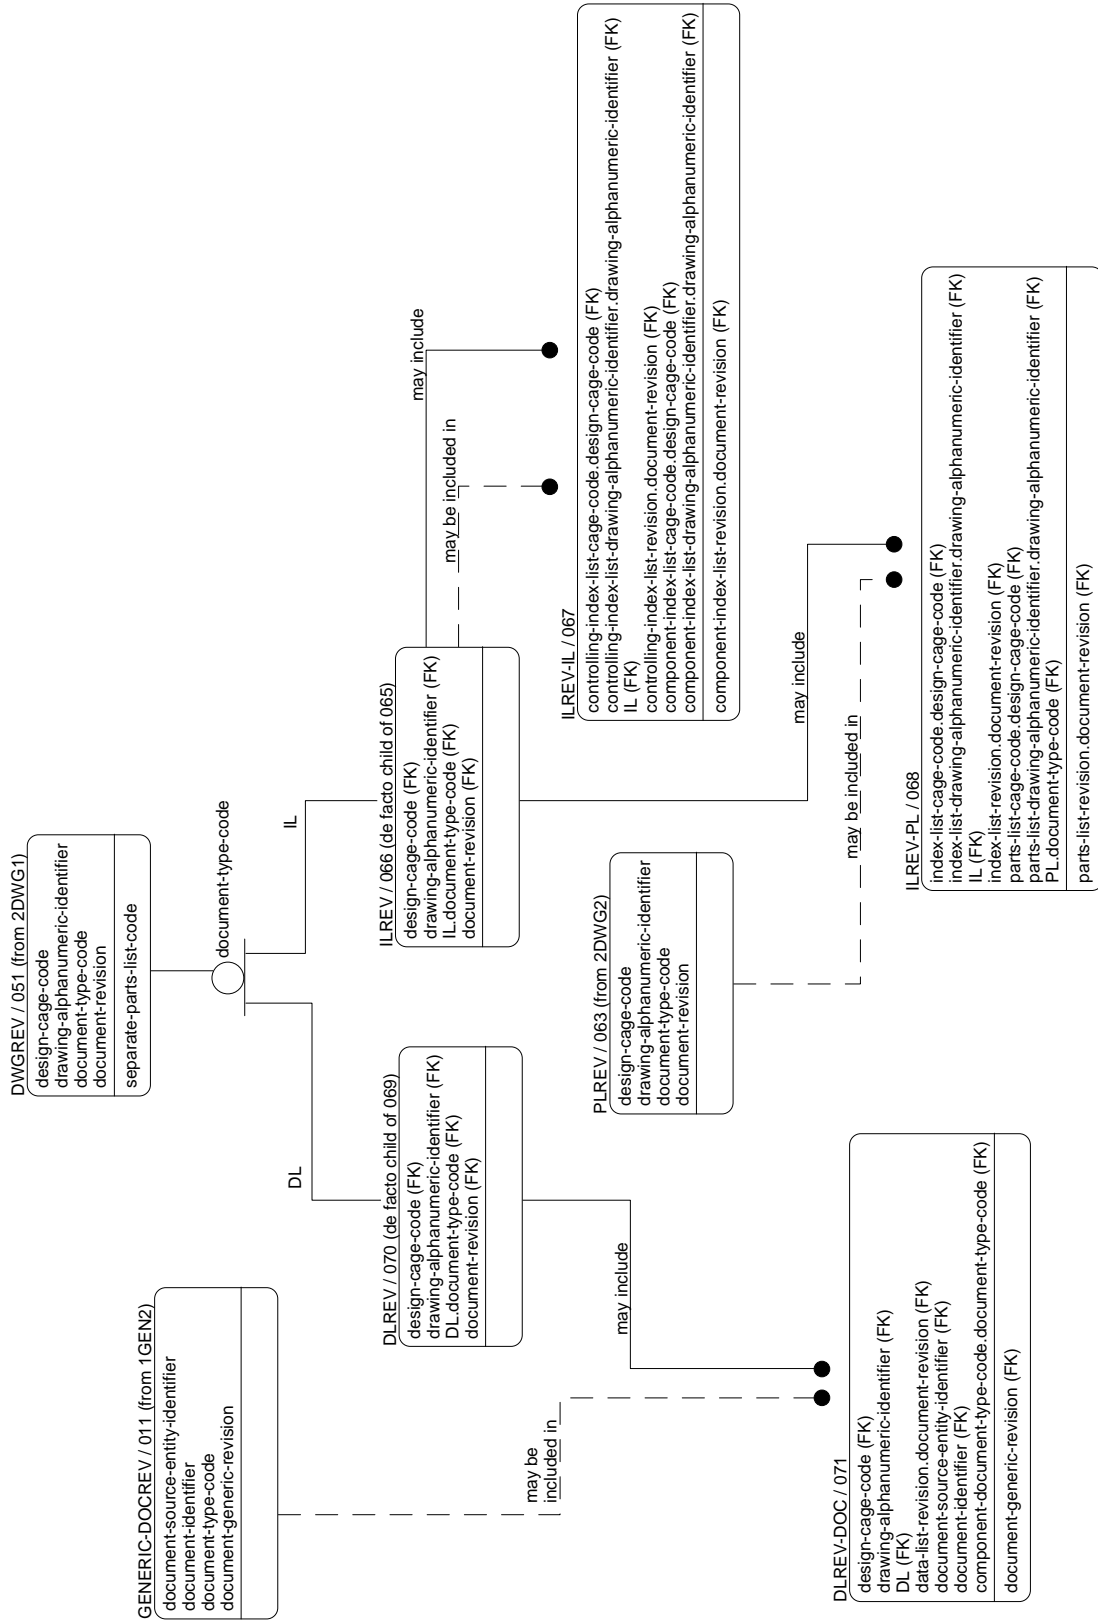 DWGREV / 051 (from 2DWG1)
design-cage-code
drawing-alphanumeric-identifier
document-type-code
document-revision
separate-parts-list-code
document-type-code
DL
IL
GENERIC-DOCREV / 011 (from 1GEN2)
document-source-entity-identifier
document-identifier
document-type-code
document-generic-revision
DLREV / 070 (de facto child of 069)
design-cage-code (FK)
drawing-alphanumeric-identifier (FK)
DL.document-type-code (FK)
document-revision (FK)
ILREV / 066 (de facto child of 065)
design-cage-code (FK)
drawing-alphanumeric-identifier (FK)
IL.document-type-code (FK)
document-revision (FK)
may be included in
may include
may be
included in
may include
PLREV / 063 (from 2DWG2)
design-cage-code
drawing-alphanumeric-identifier
document-type-code
document-revision
ILREV-IL / 067
controlling-index-list-cage-code.design-cage-code (FK)
controlling-index-list-drawing-alphanumeric-identifier.drawing-alphanumeric-identifier (FK)
IL (FK)
controlling-index-list-revision.document-revision (FK)
component-index-list-cage-code.design-cage-code (FK)
component-index-list-drawing-alphanumeric-identifier.drawing-alphanumeric-identifier (FK)
component-index-list-revision.document-revision (FK)
may be included in
may include
DLREV-DOC / 071
design-cage-code (FK)
drawing-alphanumeric-identifier (FK)
DL (FK)
data-list-revision.document-revision (FK)
document-source-entity-identifier (FK)
document-identifier (FK)
component-document-type-code.document-type-code (FK)
document-generic-revision (FK)
ILREV-PL / 068
index-list-cage-code.design-cage-code (FK)
index-list-drawing-alphanumeric-identifier.drawing-alphanumeric-identifier (FK)
IL (FK)
index-list-revision.document-revision (FK)
parts-list-cage-code.design-cage-code (FK)
parts-list-drawing-alphanumeric-identifier.drawing-alphanumeric-identifier (FK)
PL.document-type-code (FK)
parts-list-revision.document-revision (FK)